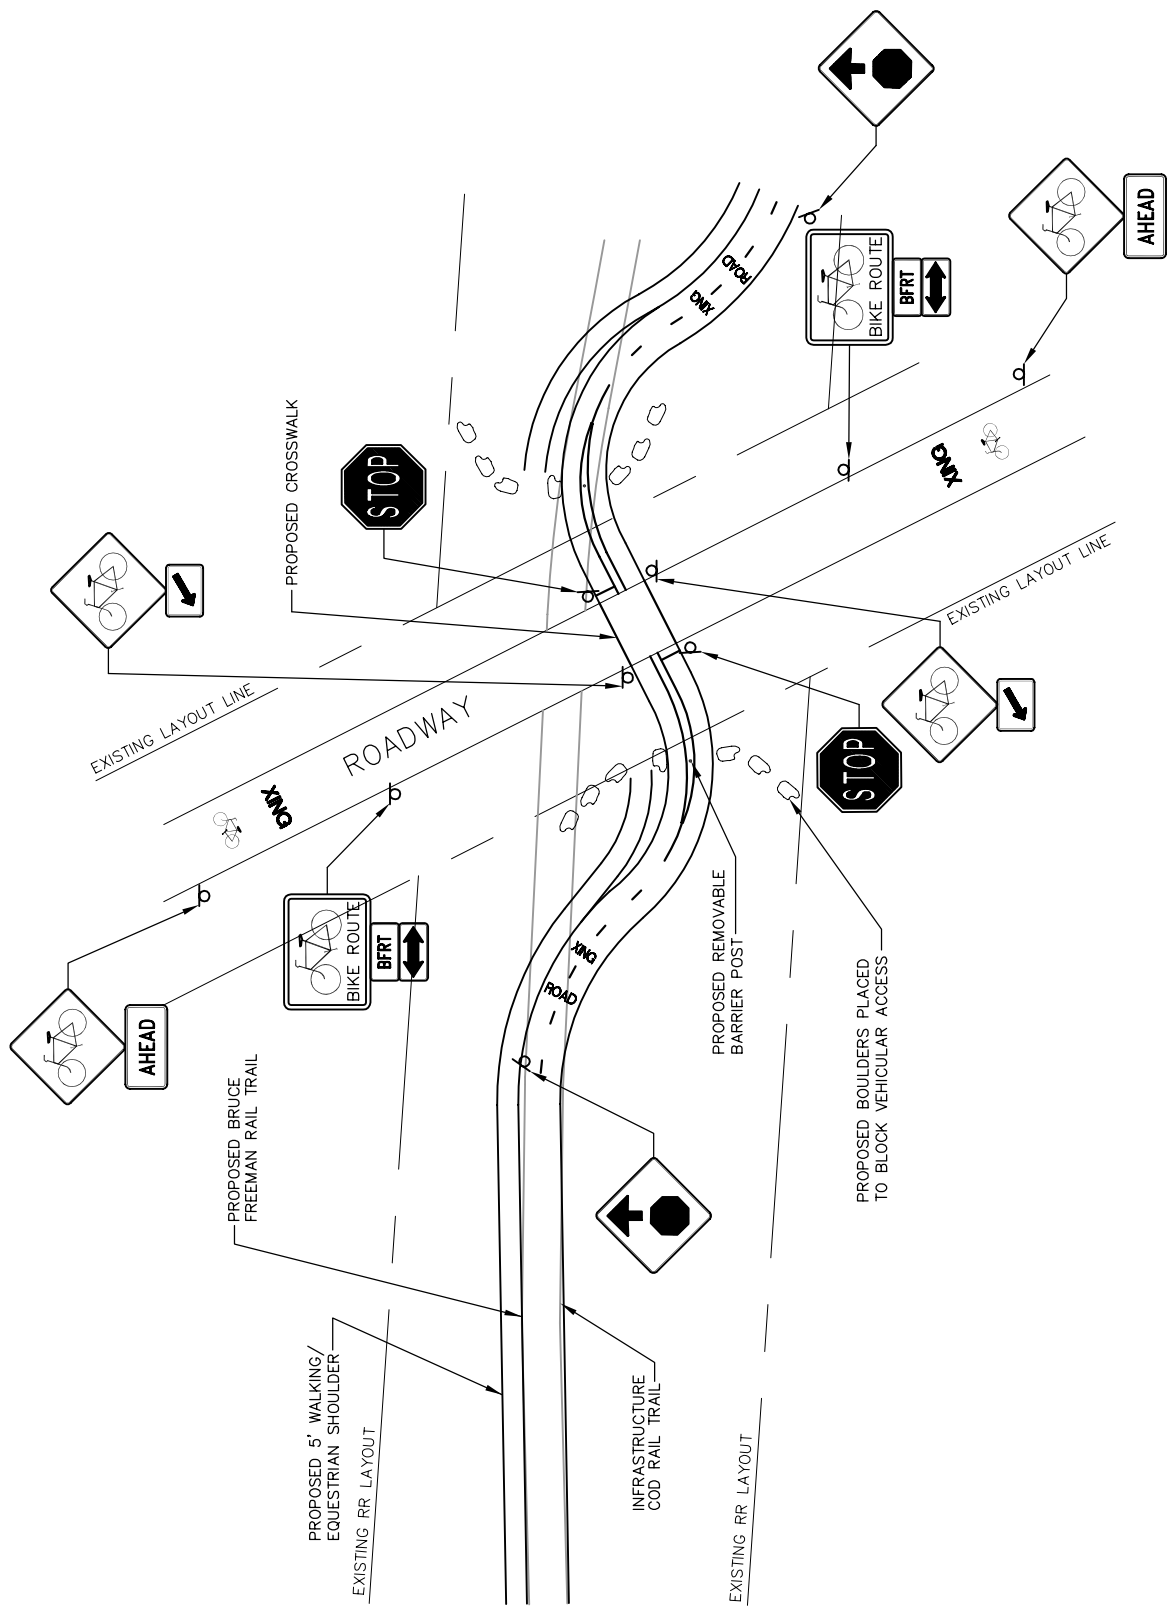 PROPOSED 5' WALKING/
EQUESTRIAN SHOULDER
EXISTING RR LAYOUT
PROPOSED BRUCE
FREEMAN RAIL TRAIL
AHEAD
BIKE ROUTE
BFRT
XING
ROADWAY
EXISTING LAYOUT LINE
PROPOSED CROSSWALK
STOP
INFRASTRUCTURE
COD RAIL TRAIL
EXISTING RR LAYOUT
ROAD
XING
PROPOSED REMOVABLE
BARRIER POST
PROPOSED BOULDERS PLACED
TO BLOCK VEHICULAR ACCESS
STOP
EXISTING LAYOUT LINE
XING
XING
ROAD
BIKE ROUTE
BFRT
AHEAD